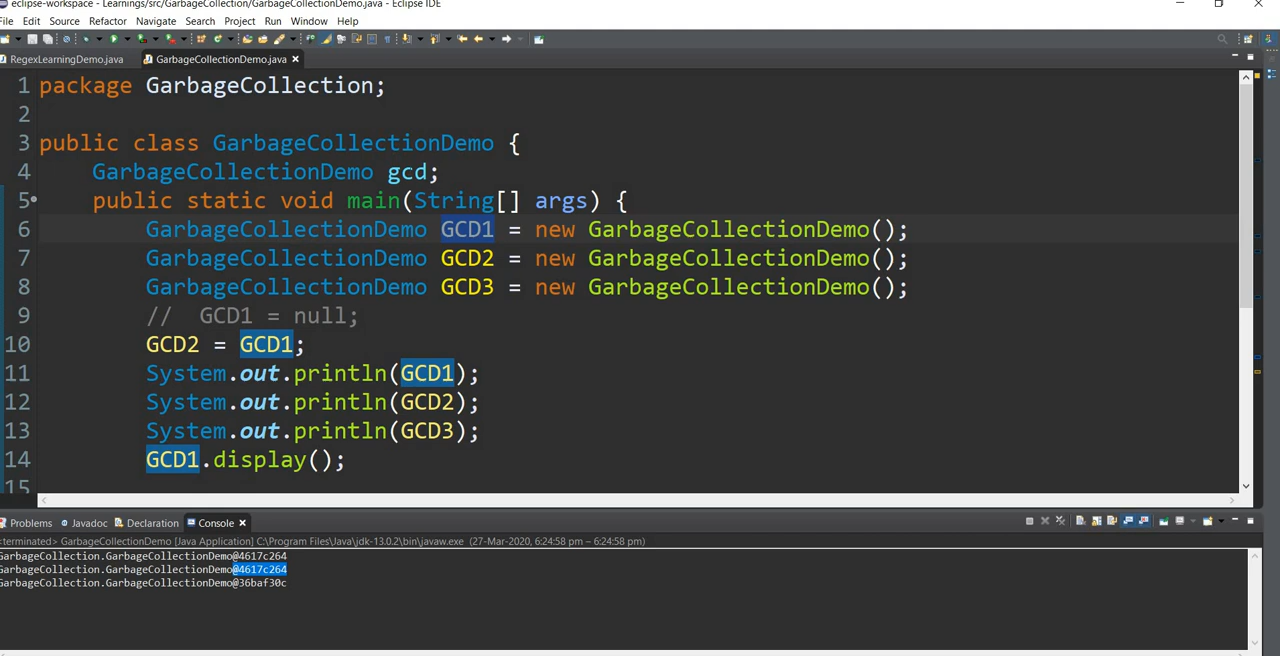 eclipse-workspace - Learnings/src/GarbageCollection/GarbageCollectionDemo.java - Eclipse IDE
File Edit Source Refactor Navigate Search Project Run Window Help
RegexLearningDemo.java GarbageCollectionDemo.java
1 package GarbageCollection;
2
3 public class GarbageCollectionDemo {
4 GarbageCollectionDemo gcd;
5 public static void main(String[] args) {
6 GarbageCollectionDemo GCD1 = new GarbageCollectionDemo();
7 GarbageCollectionDemo GCD2 = new GarbageCollectionDemo();
8 GarbageCollectionDemo GCD3 = new GarbageCollectionDemo();
9 // GCD1 = null;
10 GCD2 = GCD1;
11 System.out.println(GCD1);
12 System.out.println(GCD2);
13 System.out.println(GCD3);
14 GCD1.display();
15
Problems Javadoc Declaration Console
<terminated> GarbageCollectionDemo [Java Application] C:\Program Files\Java\jdk-13.0.2\bin\javaw.exe (27-Mar-2020, 6:24:58 pm – 6:24:58 pm)
GarbageCollection.GarbageCollectionDemo@4617c264
GarbageCollection.GarbageCollectionDemo@4617c264
GarbageCollection.GarbageCollectionDemo@36baf30c